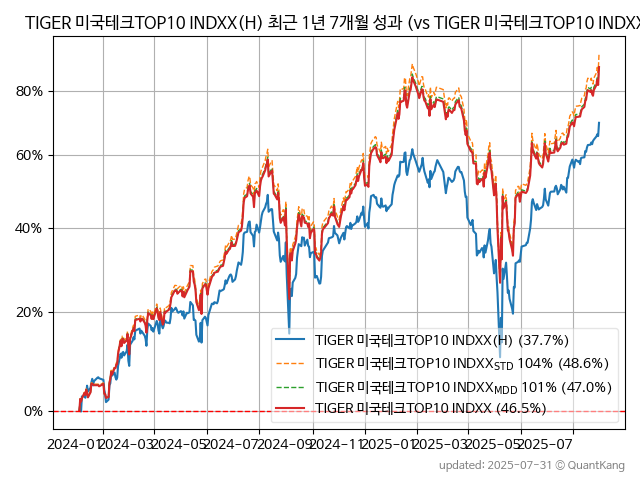 TIGER 미국테크TOP10 INDXX(H) 최근 1년 7개월 성과 (vs TIGER 미국테크TOP10 INDX
80%
60%
40%
20%
0%
TIGER 미국테크TOP10 INDXX(H) (37.7%)
TIGER 미국테크TOP10 INDXXSTD 104% (48.6%)
TIGER 미국테크TOP10 INDXXMDD 101% (47.0%)
TIGER 미국테크TOP10 INDXX (46.5%)
2024-01 2024-03 2024-05 2024-07 2024-09 2024-11 2025-01 2025-03 2025-05 2025-07
updated: 2025-07-31 © QuantKang